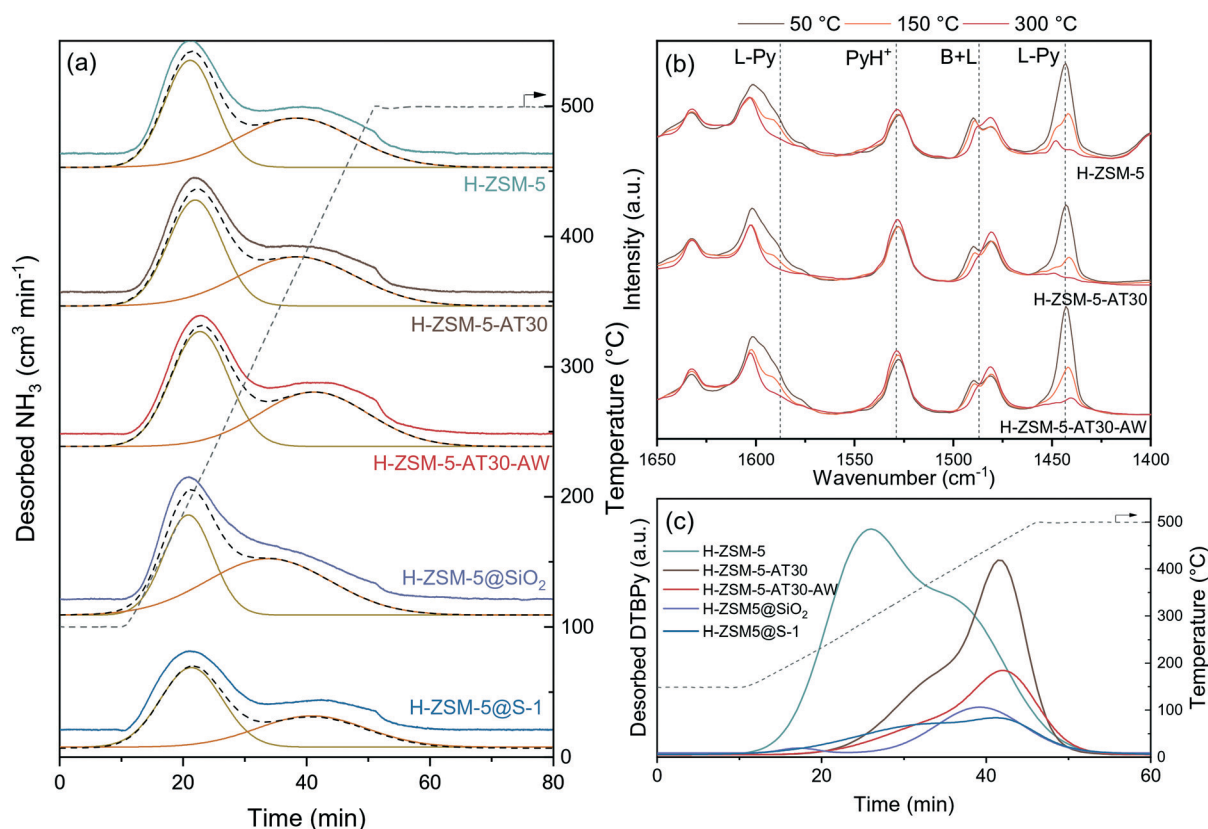 (a)
Desorbed NH3 (cm3 min-1)
H-ZSM-5
H-ZSM-5-AT30
H-ZSM-5-AT30-AW
H-ZSM-5@SiO2
H-ZSM-5@S-1
0 20 40 60 80
Time (min)
500
400
300
200
100
0
Temperature (°C)
50 °C 150 °C 300 °C
(b)
L-Py PyH+ B+L L-Py
Intensity (a.u.)
H-ZSM-5
H-ZSM-5-AT30
H-ZSM-5-AT30-AW
1650 1600 1550 1500 1450 1400
Wavenumber (cm-1)
(c)
Desorbed DTBPy (a.u.)
H-ZSM-5
H-ZSM-5-AT30
H-ZSM-5-AT30-AW
H-ZSM5@SiO2
H-ZSM5@S-1
0 20 40 60
Time (min)
500
400
300
200
100
0
Temperature (°C)